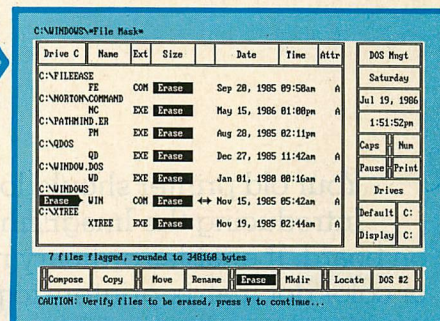 C:\WINDOWS\*File Mask*
Drive C Name Ext Size Date Time Attr
C:\FILEEASE
FE COM Erase Sep 20, 1985 09:50am A
C:\NORTON\COMMAND
NC EXE Erase May 15, 1986 01:00pm A
C:\PATHMIND.ER
PM EXE Erase Aug 28, 1985 02:11pm A
C:\QDOS
QD EXE Erase Dec 27, 1985 11:42am A
C:\WINDOW.DOS
WD EXE Erase Jan 01, 1980 00:16am A
C:\WINDOWS
Erase WIN COM Erase ↔ Nov 15, 1985 05:42am A
C:\XTREE
XTREE EXE Erase Nov 19, 1985 02:44am A
DOS Mngt
Saturday
Jul 19, 1986
1:51:52pm
Caps Num
Pause Print
Drives
Default C:
Display C:
7 files flagged, rounded to 348160 bytes
Compose Copy Move Rename Erase Mkdir Locate DOS #2
CAUTION: Verify files to be erased, press Y to continue...